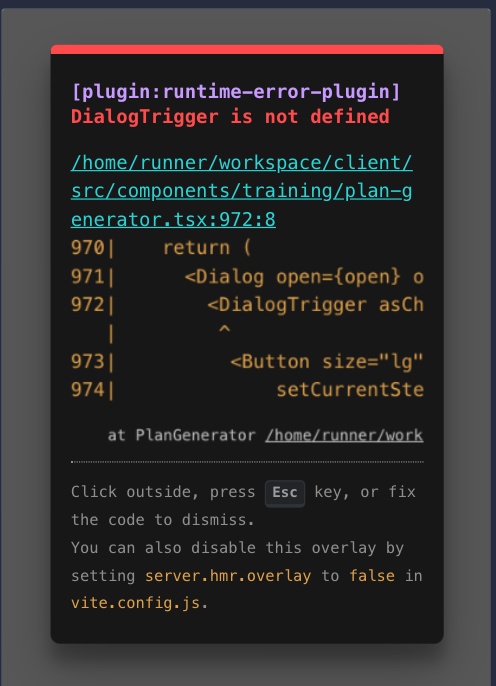 [plugin:runtime-error-plugin]
DialogTrigger is not defined
/home/runner/workspace/client/
src/components/training/plan-g
enerator.tsx:972:8
970|    return (
971|      <Dialog open={open} o
972|        <DialogTrigger asCh
   |         ^
973|          <Button size="lg"
974|              setCurrentSte
at PlanGenerator /home/runner/work
Click outside, press Esc key, or fix
the code to dismiss.
You can also disable this overlay by
setting server.hmr.overlay to false in
vite.config.js.